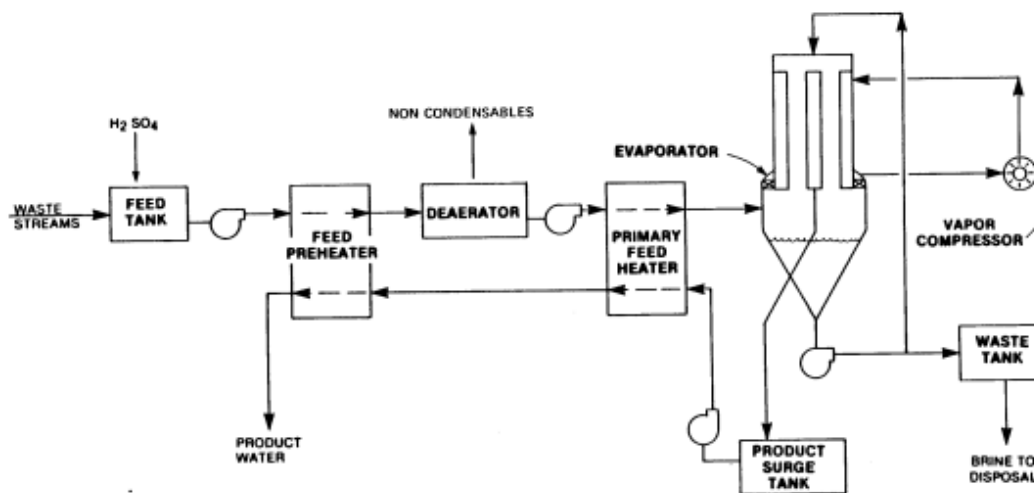 H2 SO4
NON CONDENSABLES
WASTE
STREAMS
FEED
TANK
FEED
PREHEATER
DEAERATOR
PRIMARY
FEED
HEATER
EVAPORATOR
VAPOR
COMPRESSOR
WASTE
TANK
PRODUCT
WATER
PRODUCT
SURGE
TANK
BRINE TO
DISPOSAL